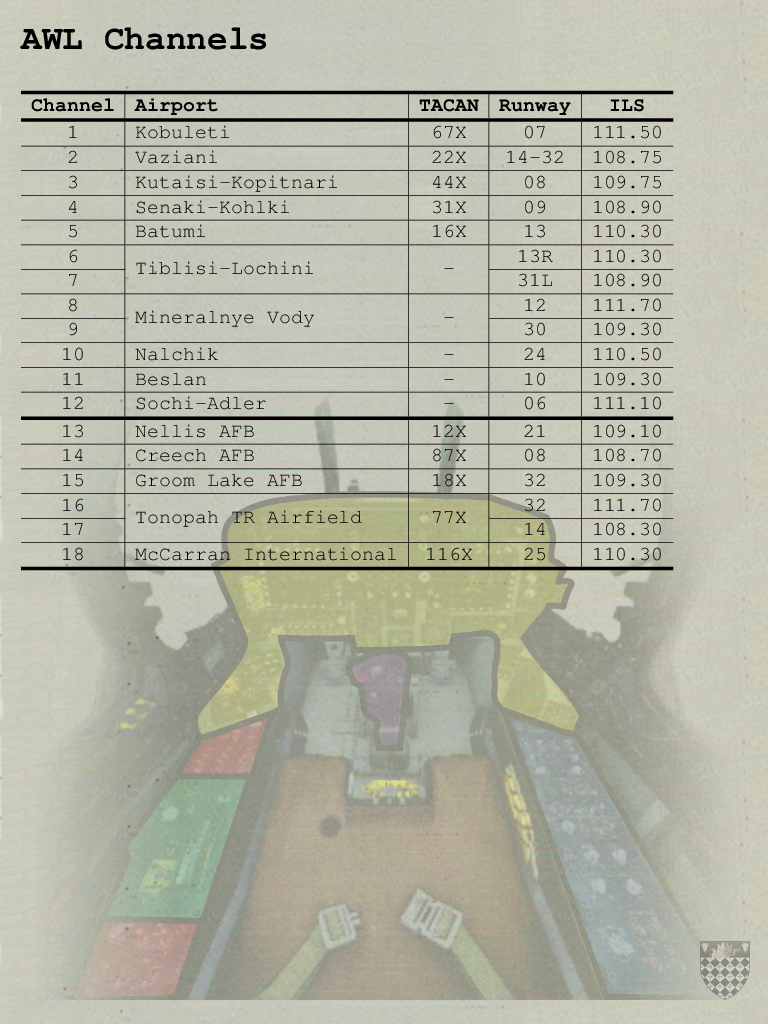 AWL Channels
Channel Airport TACAN Runway ILS
1 Kobuleti 67X 07 111.50
2 Vaziani 22X 14-32 108.75
3 Kutaisi-Kopitnari 44X 08 109.75
4 Senaki-Kohlki 31X 09 108.90
5 Batumi 16X 13 110.30
6 Tiblisi-Lochini - 13R 110.30
7 31L 108.90
8 Mineralnye Vody - 12 111.70
9 30 109.30
10 Nalchik - 24 110.50
11 Beslan - 10 109.30
12 Sochi-Adler - 06 111.10
13 Nellis AFB 12X 21 109.10
14 Creech AFB 87X 08 108.70
15 Groom Lake AFB 18X 32 109.30
16 Tonopah TR Airfield 77X 32 111.70
17 14 108.30
18 McCarran International 116X 25 110.30